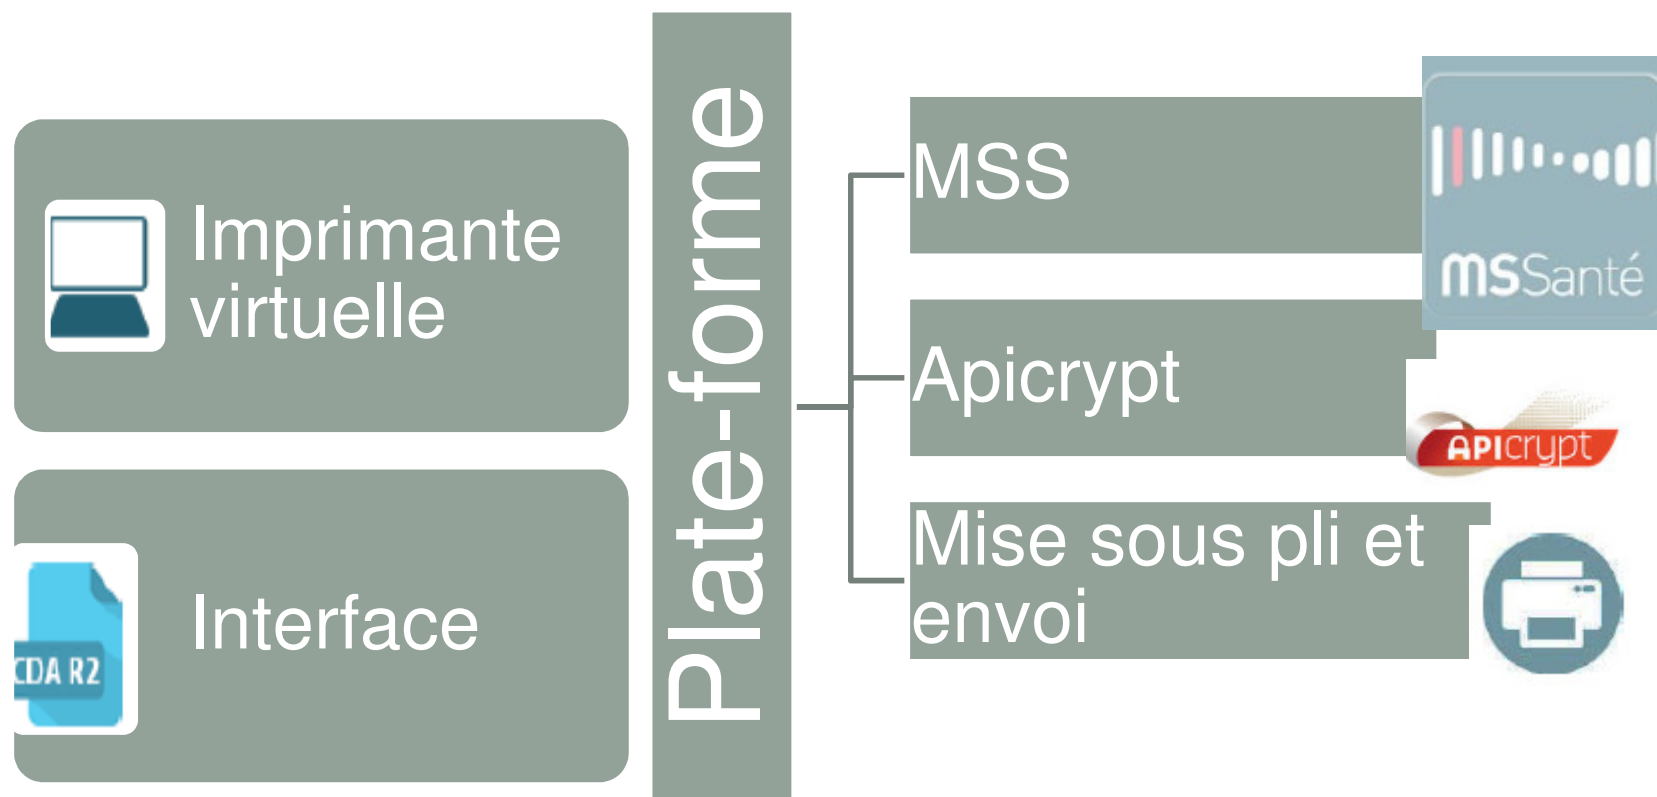 Imprimante
virtuelle
CDA R2
Interface
Plate-forme
MSS
msSanté
Apicrypt
APIcrypt
Mise sous pli et
envoi